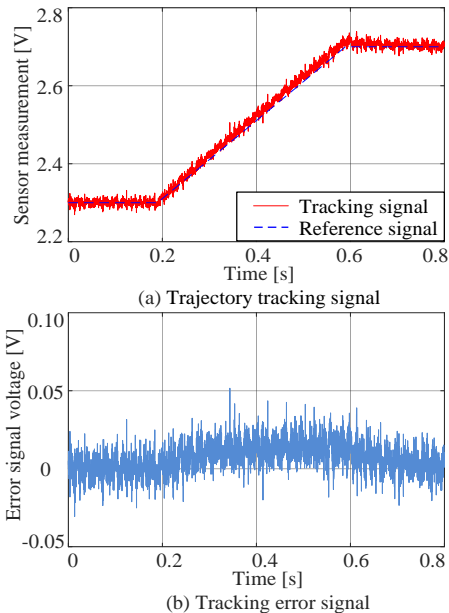 2.8
2.6
2.4
2.2
Sensor measurement [V]
Tracking signal
Reference signal
0 0.2 0.4 0.6 0.8
Time [s]
(a) Trajectory tracking signal
0.10
0.05
0
-0.05
Error signal voltage [V]
0 0.2 0.4 0.6 0.8
Time [s]
(b) Tracking error signal